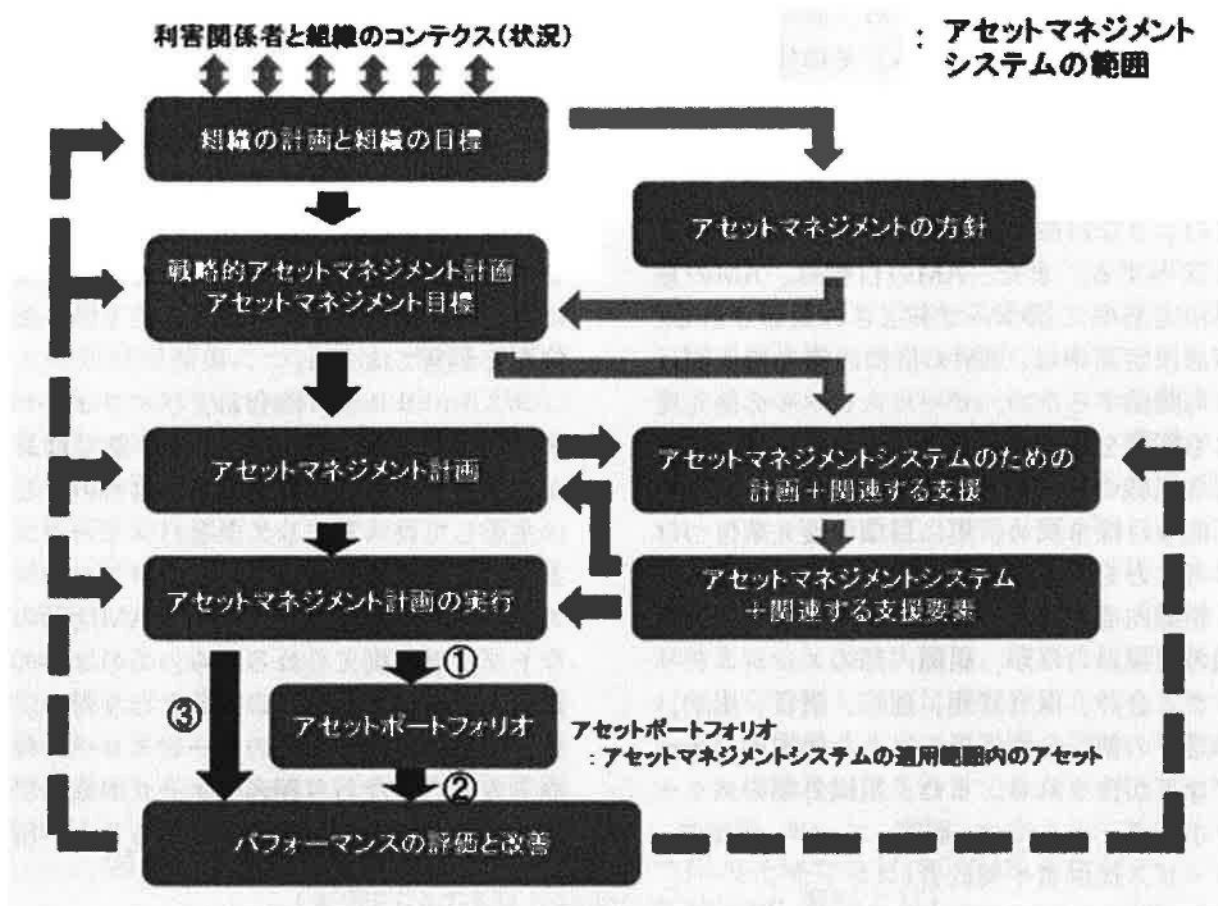 利害関係者と組織のコンテクス(状況)
: アセットマネジメント
システムの範囲
組織の計画と組織の目標
アセットマネジメントの方針
戦略的アセットマネジメント計画
アセットマネジメント目標
アセットマネジメント計画
アセットマネジメントシステムのための
計画+関連する支援
アセットマネジメント計画の実行
アセットマネジメントシステム
+関連する支援要素
①
③
アセットポートフォリオ
アセットポートフォリオ
: アセットマネジメントシステムの適用範囲内のアセット
②
パフォーマンスの評価と改善